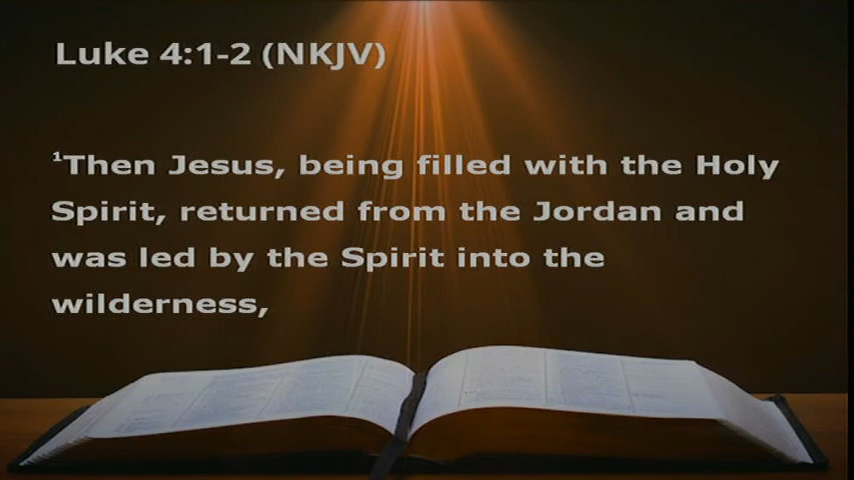 Luke 4:1-2 (NKJV)
¹Then Jesus, being filled with the Holy
Spirit, returned from the Jordan and
was led by the Spirit into the
wilderness,